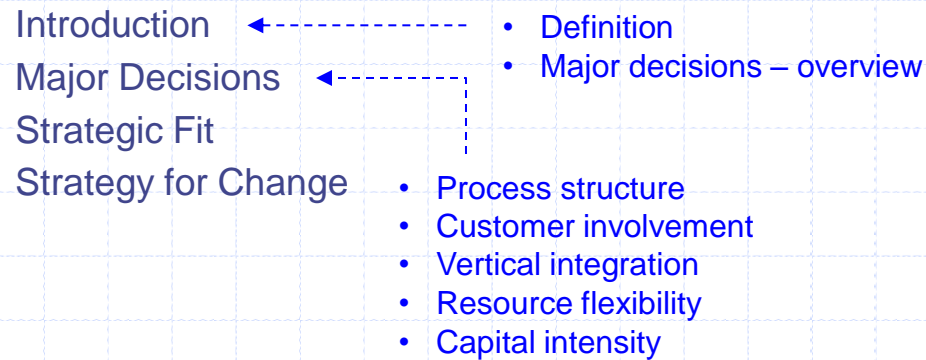 Introduction
• Definition
• Major decisions – overview
Major Decisions
Strategic Fit
Strategy for Change
• Process structure
• Customer involvement
• Vertical integration
• Resource flexibility
• Capital intensity